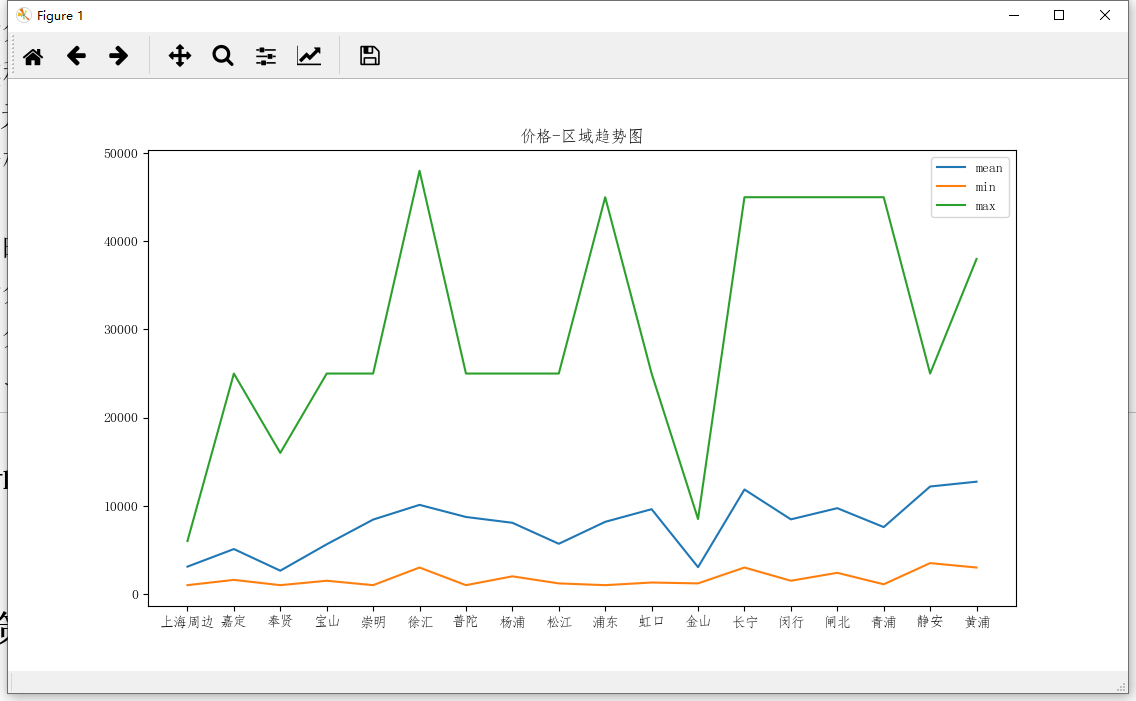 Figure 1
价格-区域趋势图
50000
40000
30000
20000
10000
0
mean
min
max
上海周边 嘉定 奉贤 宝山 崇明 徐汇 普陀 杨浦 松江 浦东 虹口 金山 长宁 闵行 闸北 青浦 静安 黄浦